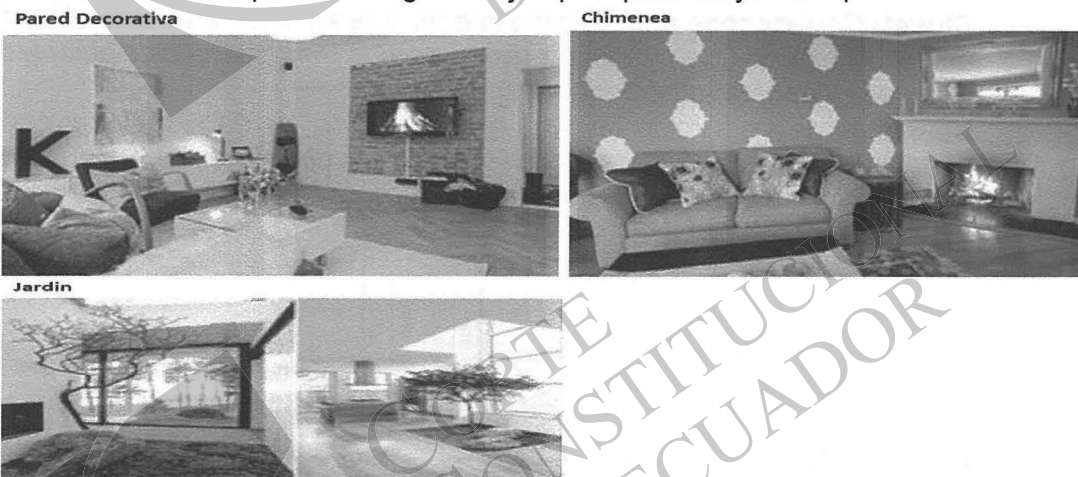 Pared Decorativa
Chimenea
Jardin
CORTE
CONSTITUCIONAL
ECUADOR
K